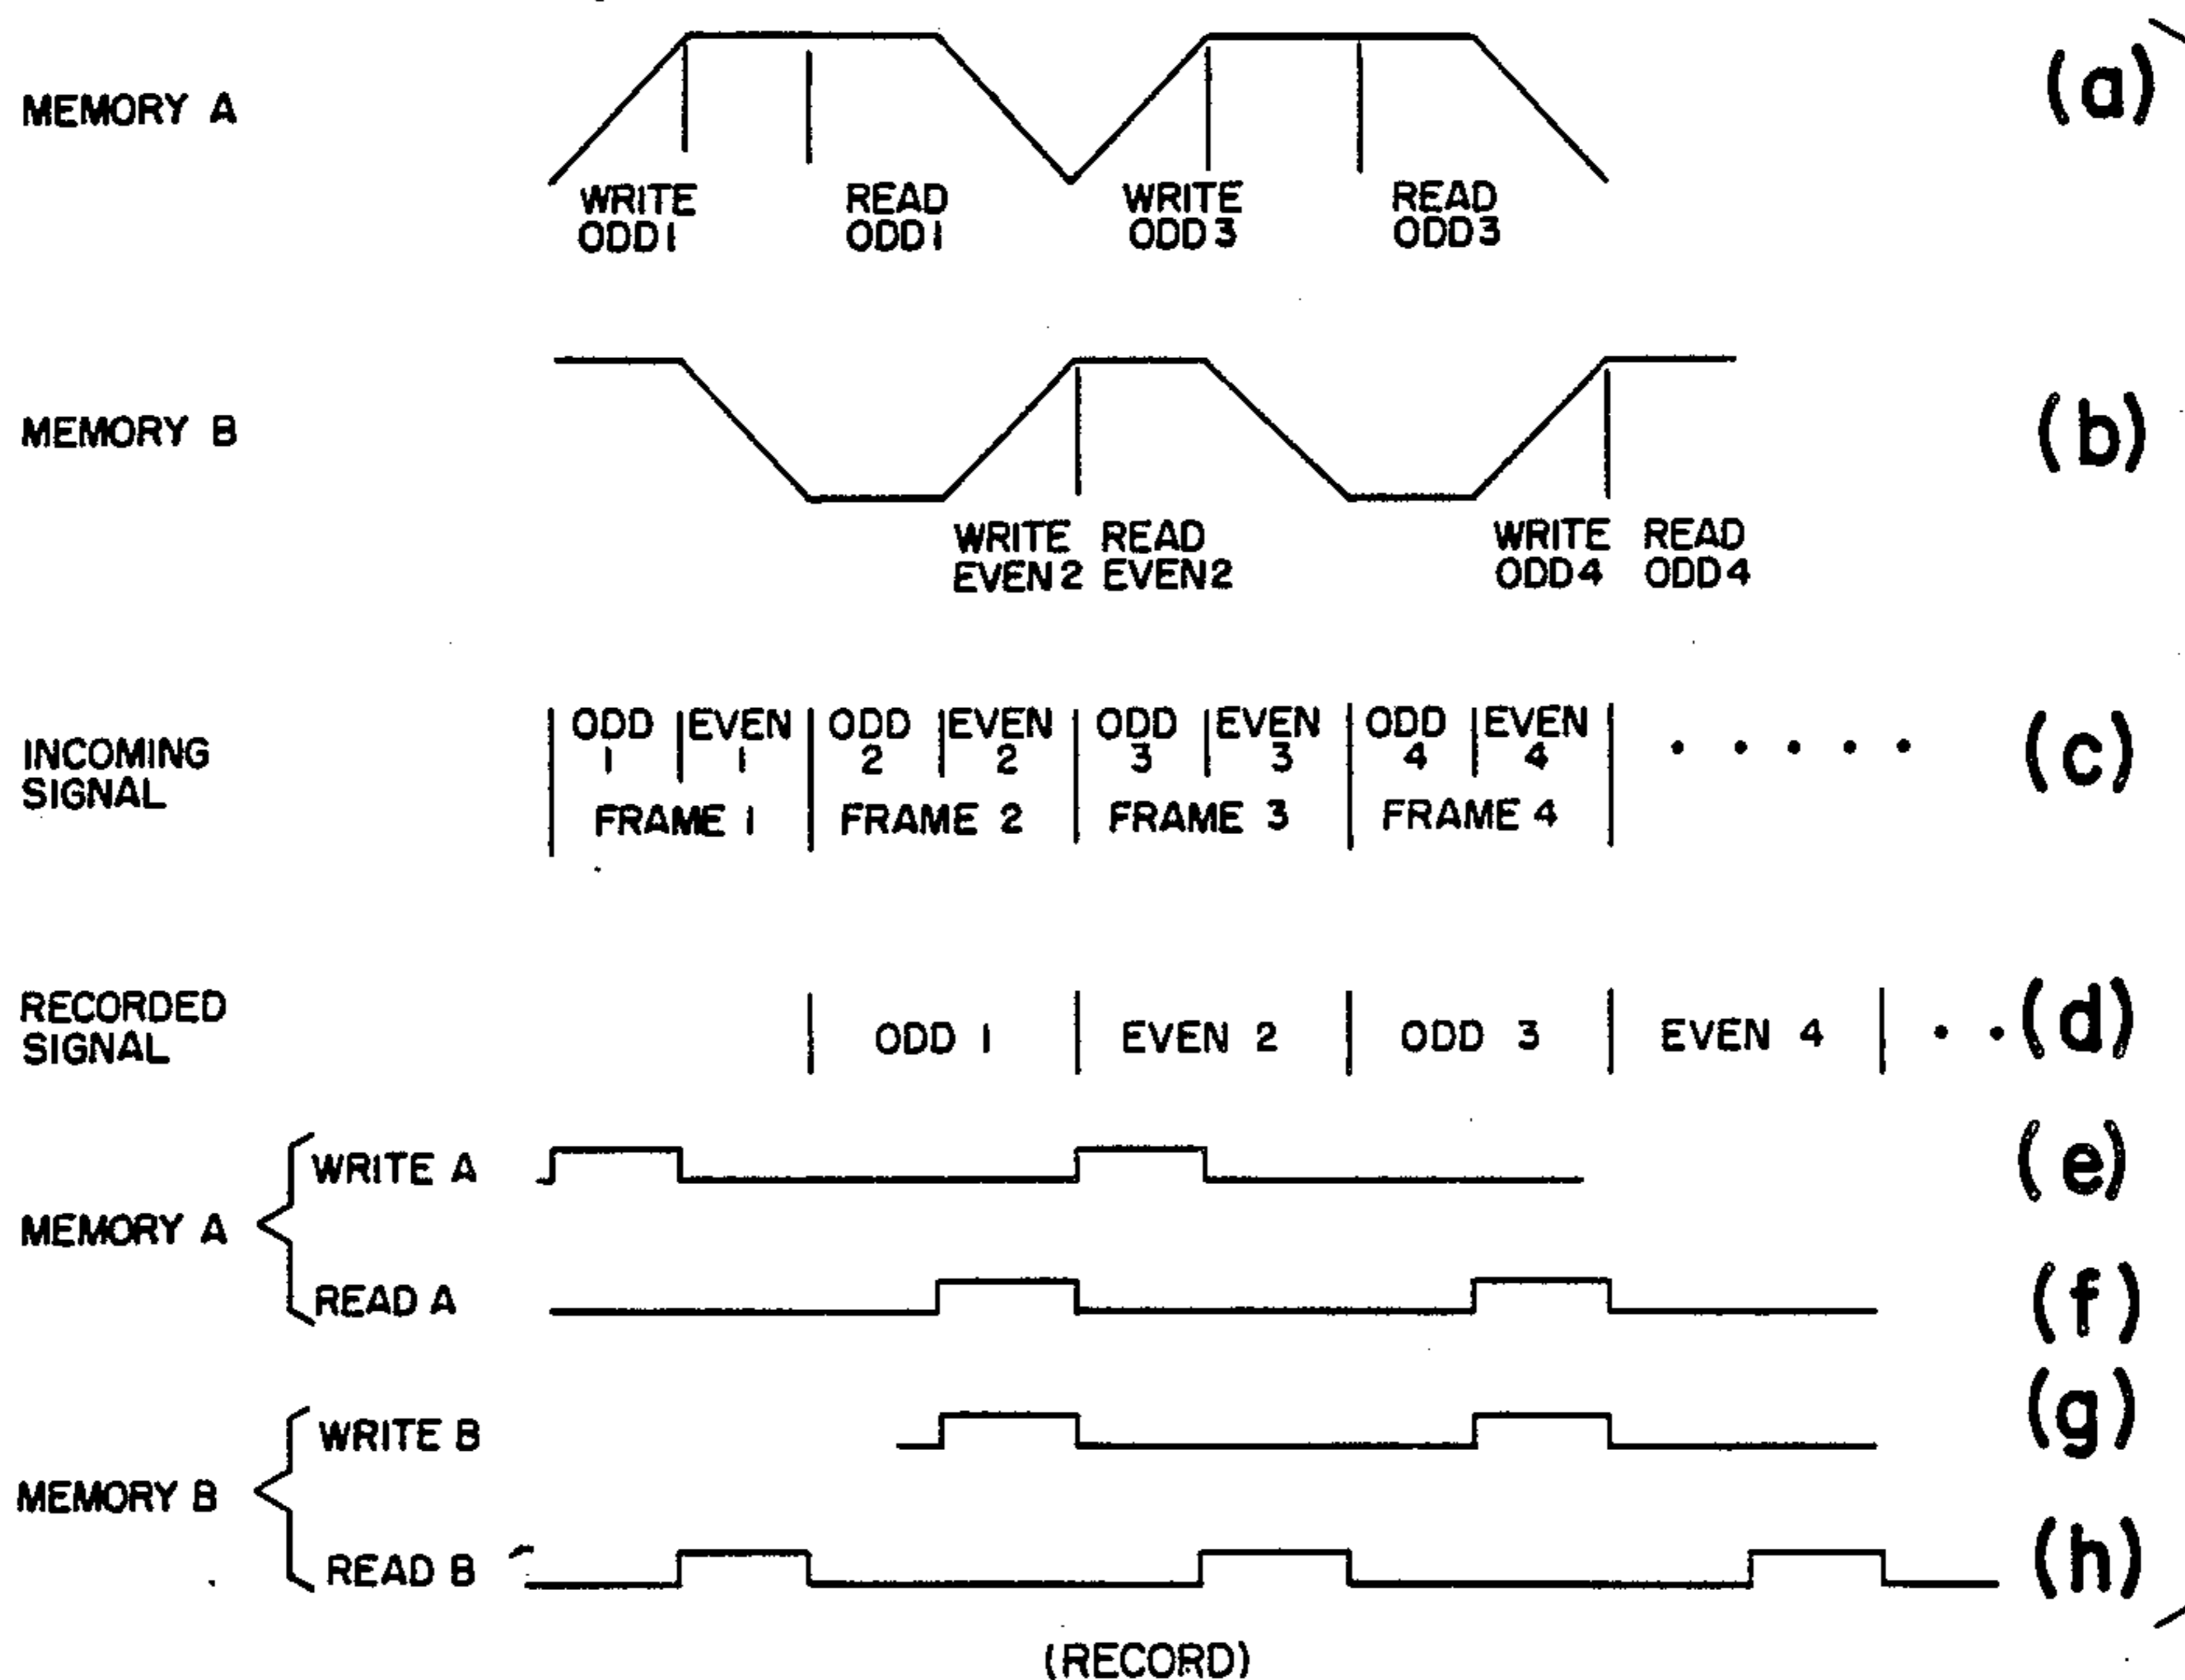 MEMORY A
(a)
WRITE READ WRITE READ
ODD1 ODD1 ODD3 ODD3
MEMORY B
(b)
WRITE READ WRITE READ
EVEN2 EVEN2 ODD4 ODD4
INCOMING SIGNAL
ODD EVEN ODD EVEN ODD EVEN ODD EVEN
1 1 2 2 3 3 4 4
FRAME 1 FRAME 2 FRAME 3 FRAME 4
(c)
RECORDED SIGNAL
ODD 1 EVEN 2 ODD 3 EVEN 4
(d)
MEMORY A
WRITE A
(e)
READ A
(f)
MEMORY B
WRITE B
(g)
READ B
(h)
(RECORD)